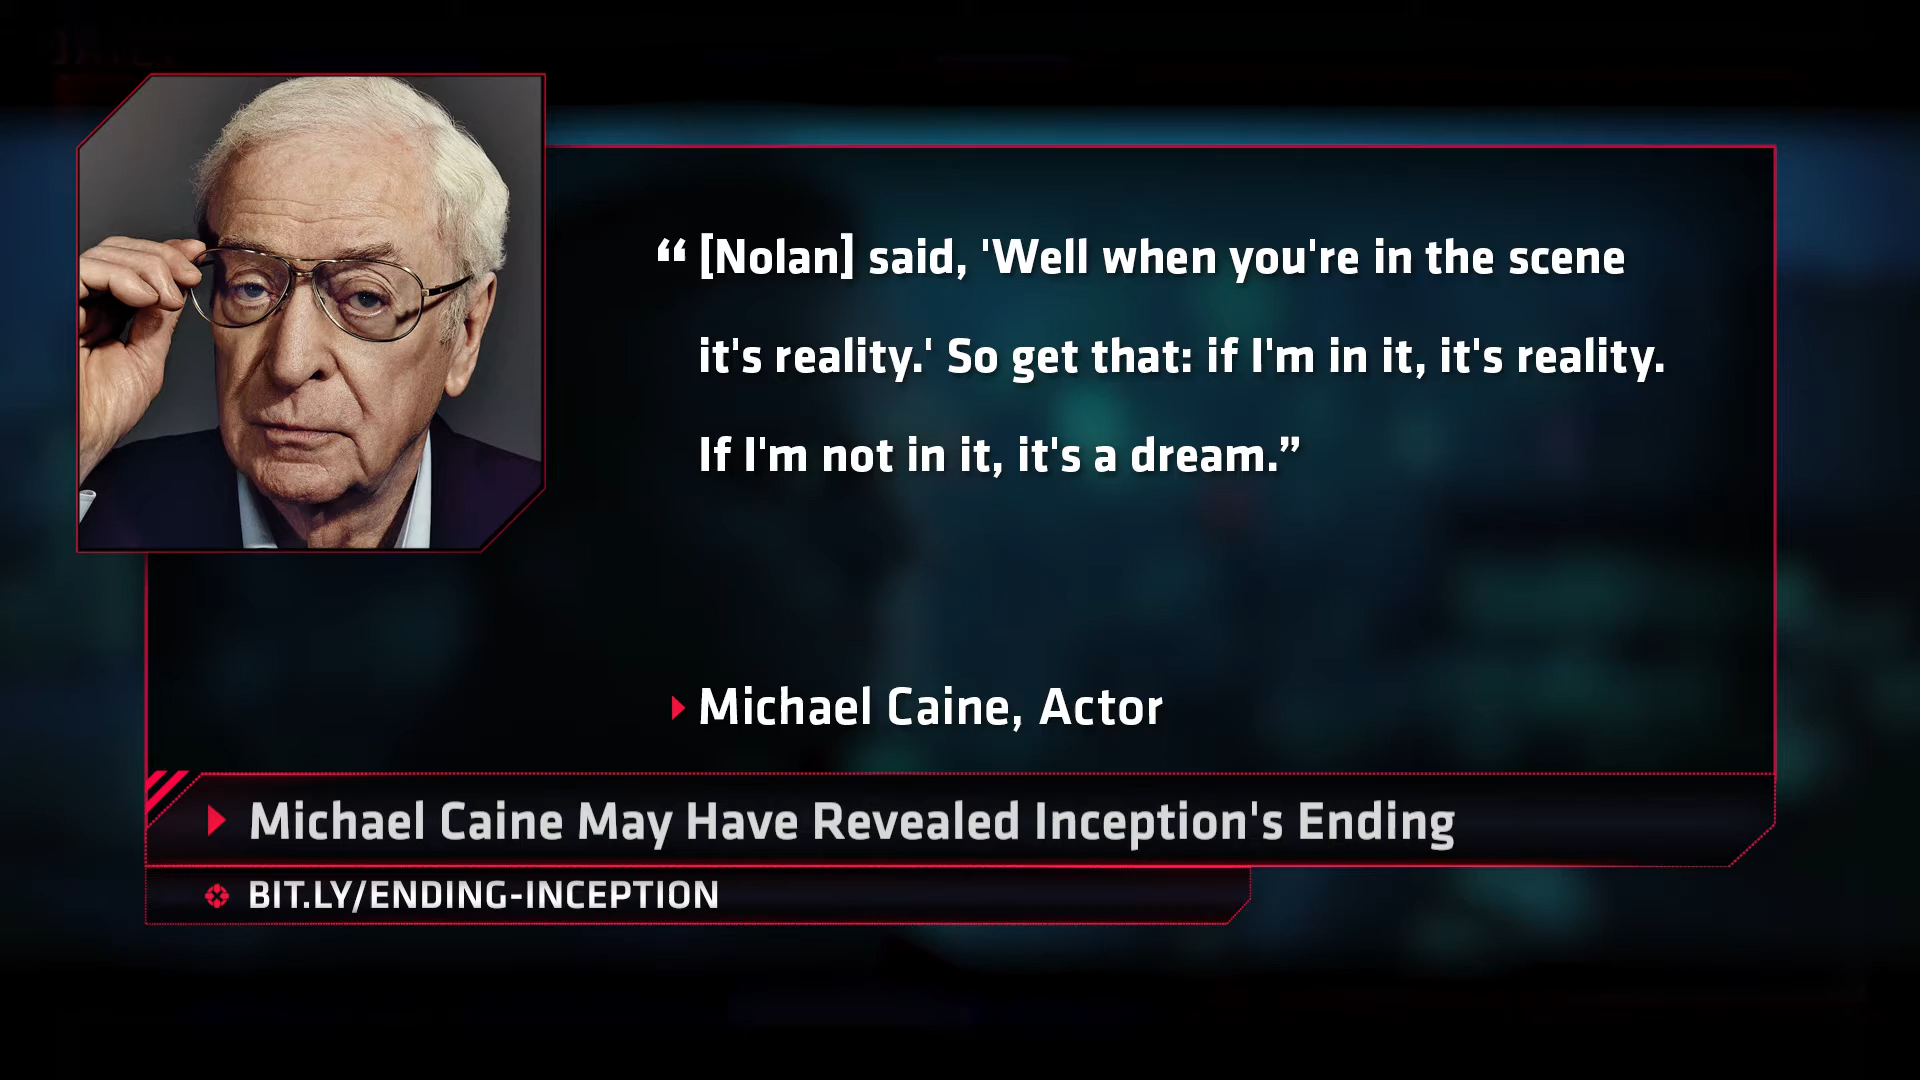 “[Nolan] said, 'Well when you're in the scene
it's reality.' So get that: if I'm in it, it's reality.
If I'm not in it, it's a dream.”
Michael Caine, Actor
Michael Caine May Have Revealed Inception's Ending
BIT.LY/ENDING-INCEPTION